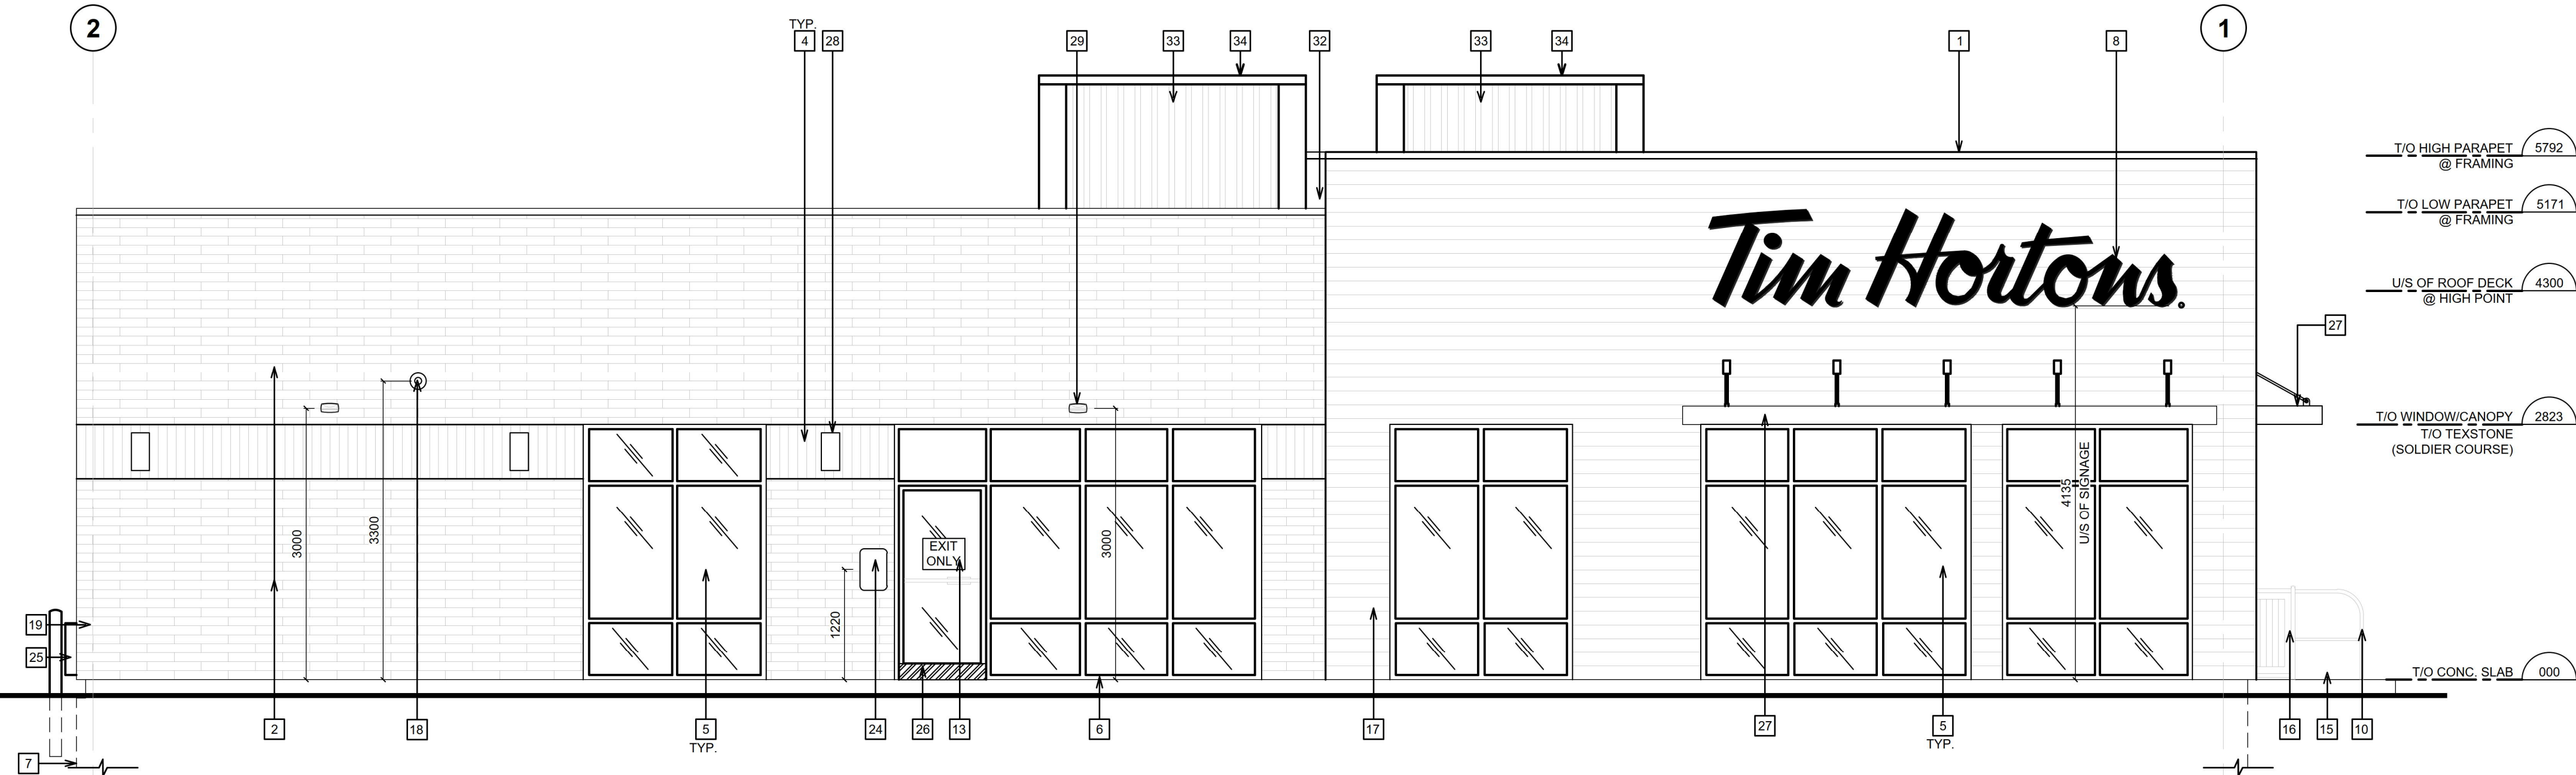 2
TYP.
4
28
29
33
34
32
33
34
1
8
1
T/O HIGH PARAPET
@ FRAMING
5792
T/O LOW PARAPET
@ FRAMING
5171
Tim Hortons®
U/S OF ROOF DECK
@ HIGH POINT
4300
27
T/O WINDOW/CANOPY
2823
T/O TEXSTONE
(SOLDIER COURSE)
3000
3300
1220
EXIT
ONLY
3000
4135
U/S OF SIGNAGE
19
25
T/O CONC. SLAB
000
2
18
5
TYP.
24
26
13
6
17
27
5
TYP.
16
15
10
7